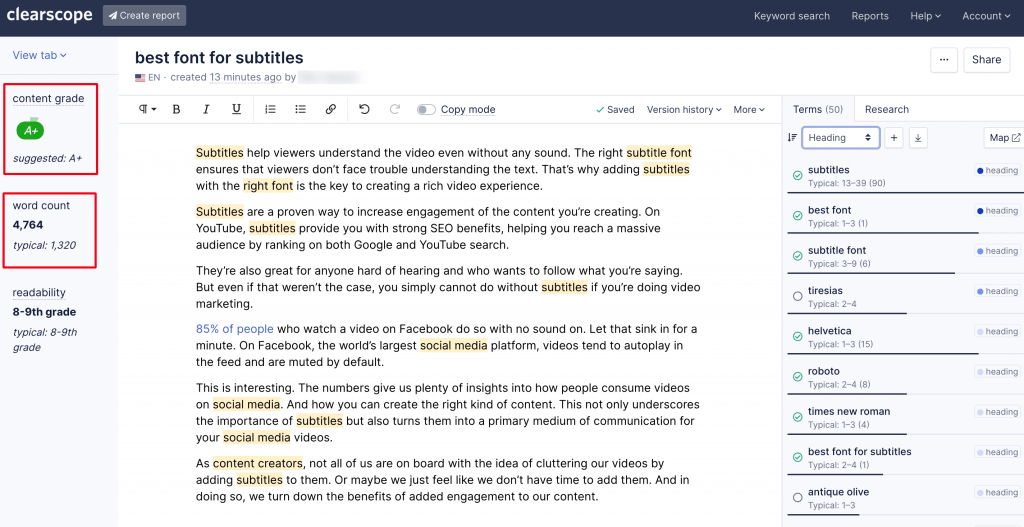 clearscope
Create report
Keyword search
Reports
Help
Account
View tab
content grade
A+
suggested: A+
word count
4,764
typical: 1,320
readability
8-9th grade
typical: 8-9th
grade
best font for subtitles
EN · created 13 minutes ago by
...
Share
B
I
U
Copy mode
Saved
Version history
More
Subtitles help viewers understand the video even without any sound. The right subtitle font
ensures that viewers don’t face trouble understanding the text. That’s why adding subtitles
with the right font is the key to creating a rich video experience.
Subtitles are a proven way to increase engagement of the content you’re creating. On
YouTube, subtitles provide you with strong SEO benefits, helping you reach a massive
audience by ranking on both Google and YouTube search.
They’re also great for anyone hard of hearing and who wants to follow what you’re saying.
But even if that weren’t the case, you simply cannot do without subtitles if you’re doing video
marketing.
85% of people who watch a video on Facebook do so with no sound on. Let that sink in for a
minute. On Facebook, the world’s largest social media platform, videos tend to autoplay in
the feed and are muted by default.
This is interesting. The numbers give us plenty of insights into how people consume videos
on social media. And how you can create the right kind of content. This not only underscores
the importance of subtitles but also turns them into a primary medium of communication for
your social media videos.
As content creators, not all of us are on board with the idea of cluttering our videos by
adding subtitles to them. Or maybe we just feel like we don’t have time to add them. And in
doing so, we turn down the benefits of added engagement to our content.
Terms (50)
Research
Heading
+
Map
subtitles
heading
Typical: 13–39 (90)
best font
heading
Typical: 1–3 (1)
subtitle font
heading
Typical: 3–9 (6)
tiresias
heading
Typical: 2–4
helvetica
heading
Typical: 1–3 (15)
roboto
heading
Typical: 2–4 (8)
times new roman
heading
Typical: 1–3 (4)
best font for subtitles
heading
Typical: 2–4 (1)
antique olive
heading
Typical: 1–3